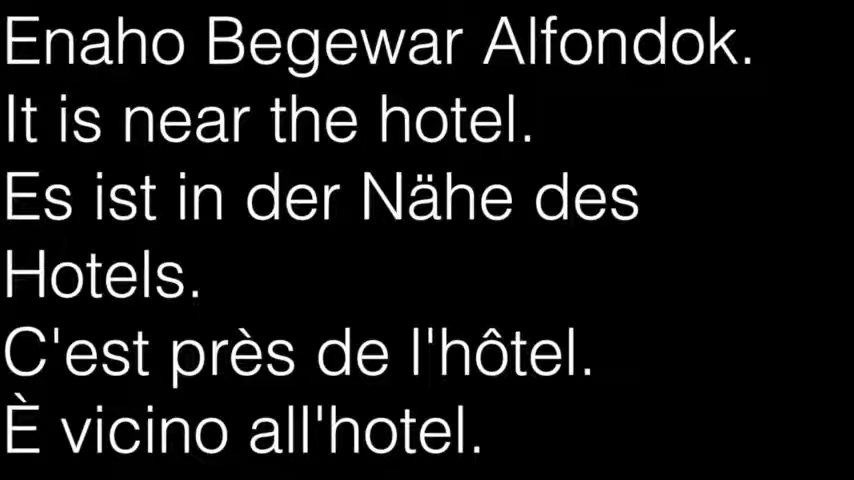 Enaho Begewar Alfondok.
It is near the hotel.
Es ist in der Nähe des
Hotels.
C'est près de l'hôtel.
È vicino all'hotel.